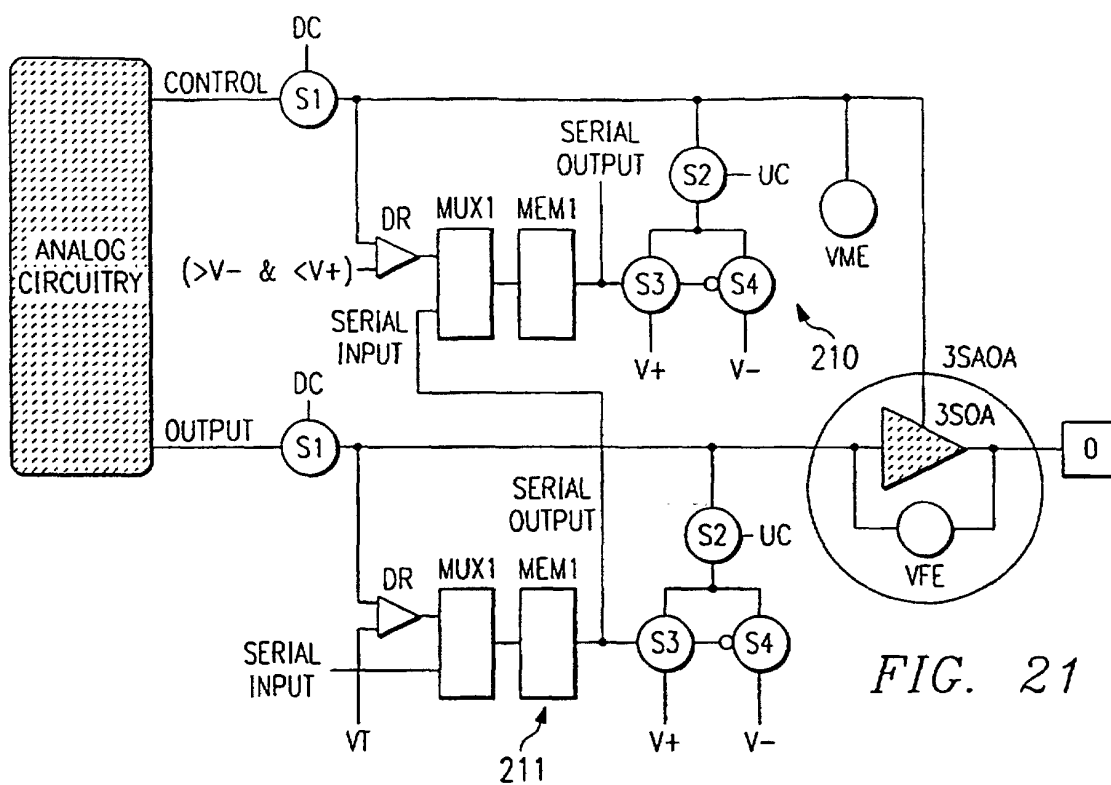 DC
CONTROL
S1
SERIAL
OUTPUT
S2
UC
DR
MUX1
MEM1
VME
ANALOG
CIRCUITRY
(>V- & <V+)
S3
S4
SERIAL
INPUT
V+
V-
210
3SAOA
DC
3SOA
OUTPUT
S1
O
SERIAL
OUTPUT
S2
UC
VFE
DR
MUX1
MEM1
S3
S4
SERIAL
INPUT
FIG. 21
VT
211
V+
V-